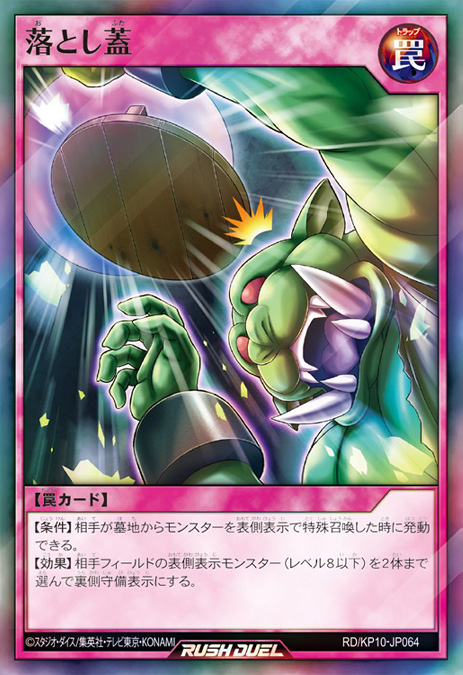 落とし蓋
罠
トラップ
【罠カード】
【条件】相手が墓地からモンスターを表側表示で特殊召喚した時に発動
できる。
【効果】相手フィールドの表側表示モンスター(レベル8以下)を2体まで
選んで裏側守備表示にする。
©スタジオ・ダイス/集英社・テレビ東京・KONAMI
RUSH DUEL
RD/KP10-JP064